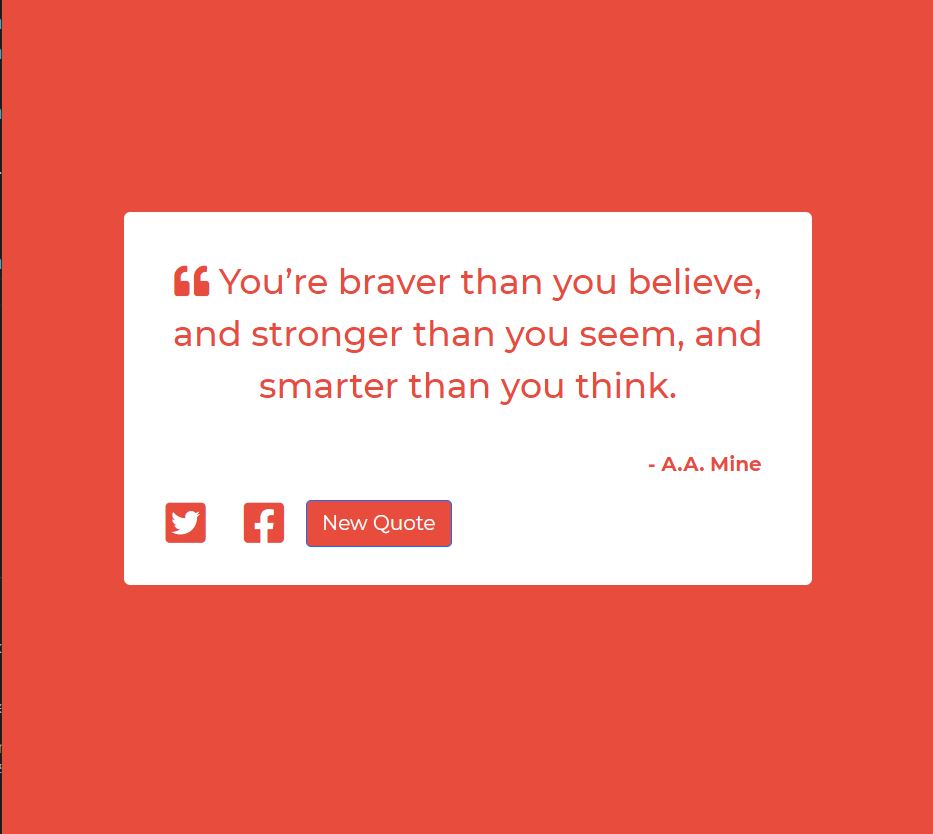 You’re braver than you believe,
and stronger than you seem, and
smarter than you think.
- A.A. Mine
New Quote